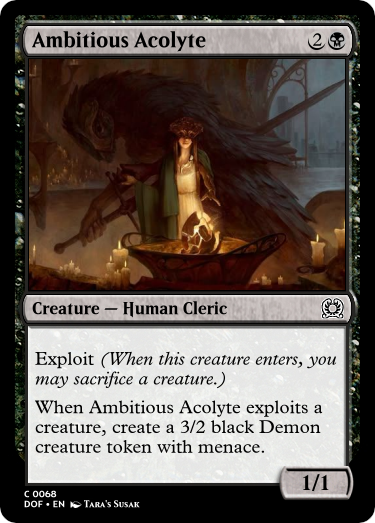 Ambitious Acolyte 2
Creature — Human Cleric
Exploit (When this creature enters, you
may sacrifice a creature.)
When Ambitious Acolyte exploits a
creature, create a 3/2 black Demon
creature token with menace.
1/1
C 0068
DOF • EN Tara's Susak